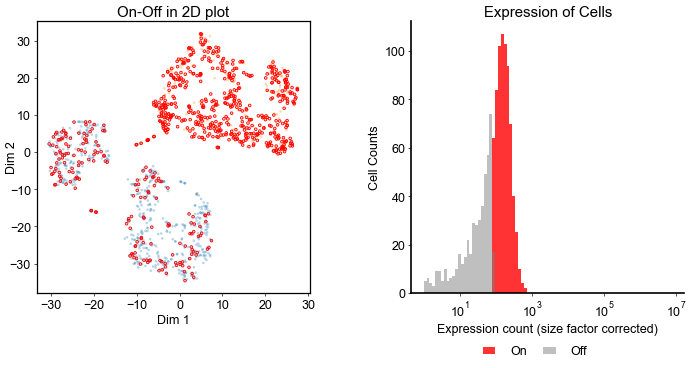 On-Off in 2D plot
Dim 2
30
20
10
0
−10
−20
−30
−30 −20 −10 0 10 20 30
Dim 1
Expression of Cells
Cell Counts
100
80
60
40
20
0
10^1 10^3 10^5 10^7
Expression count (size factor corrected)
On Off